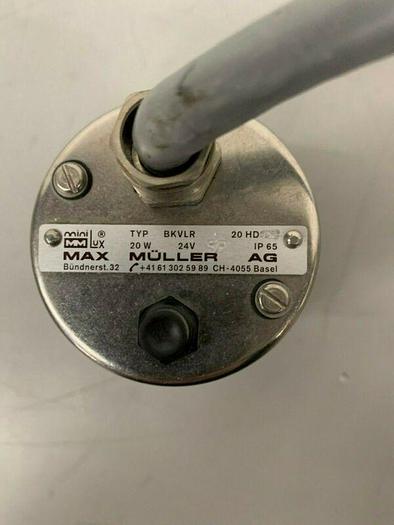 mini MM Lux ® TYP BKVLR 20 HD
20 W 24V IP 65
MAX MÜLLER AG
Bündnerst.32 +41 61 302 59 89 CH-4055 Basel